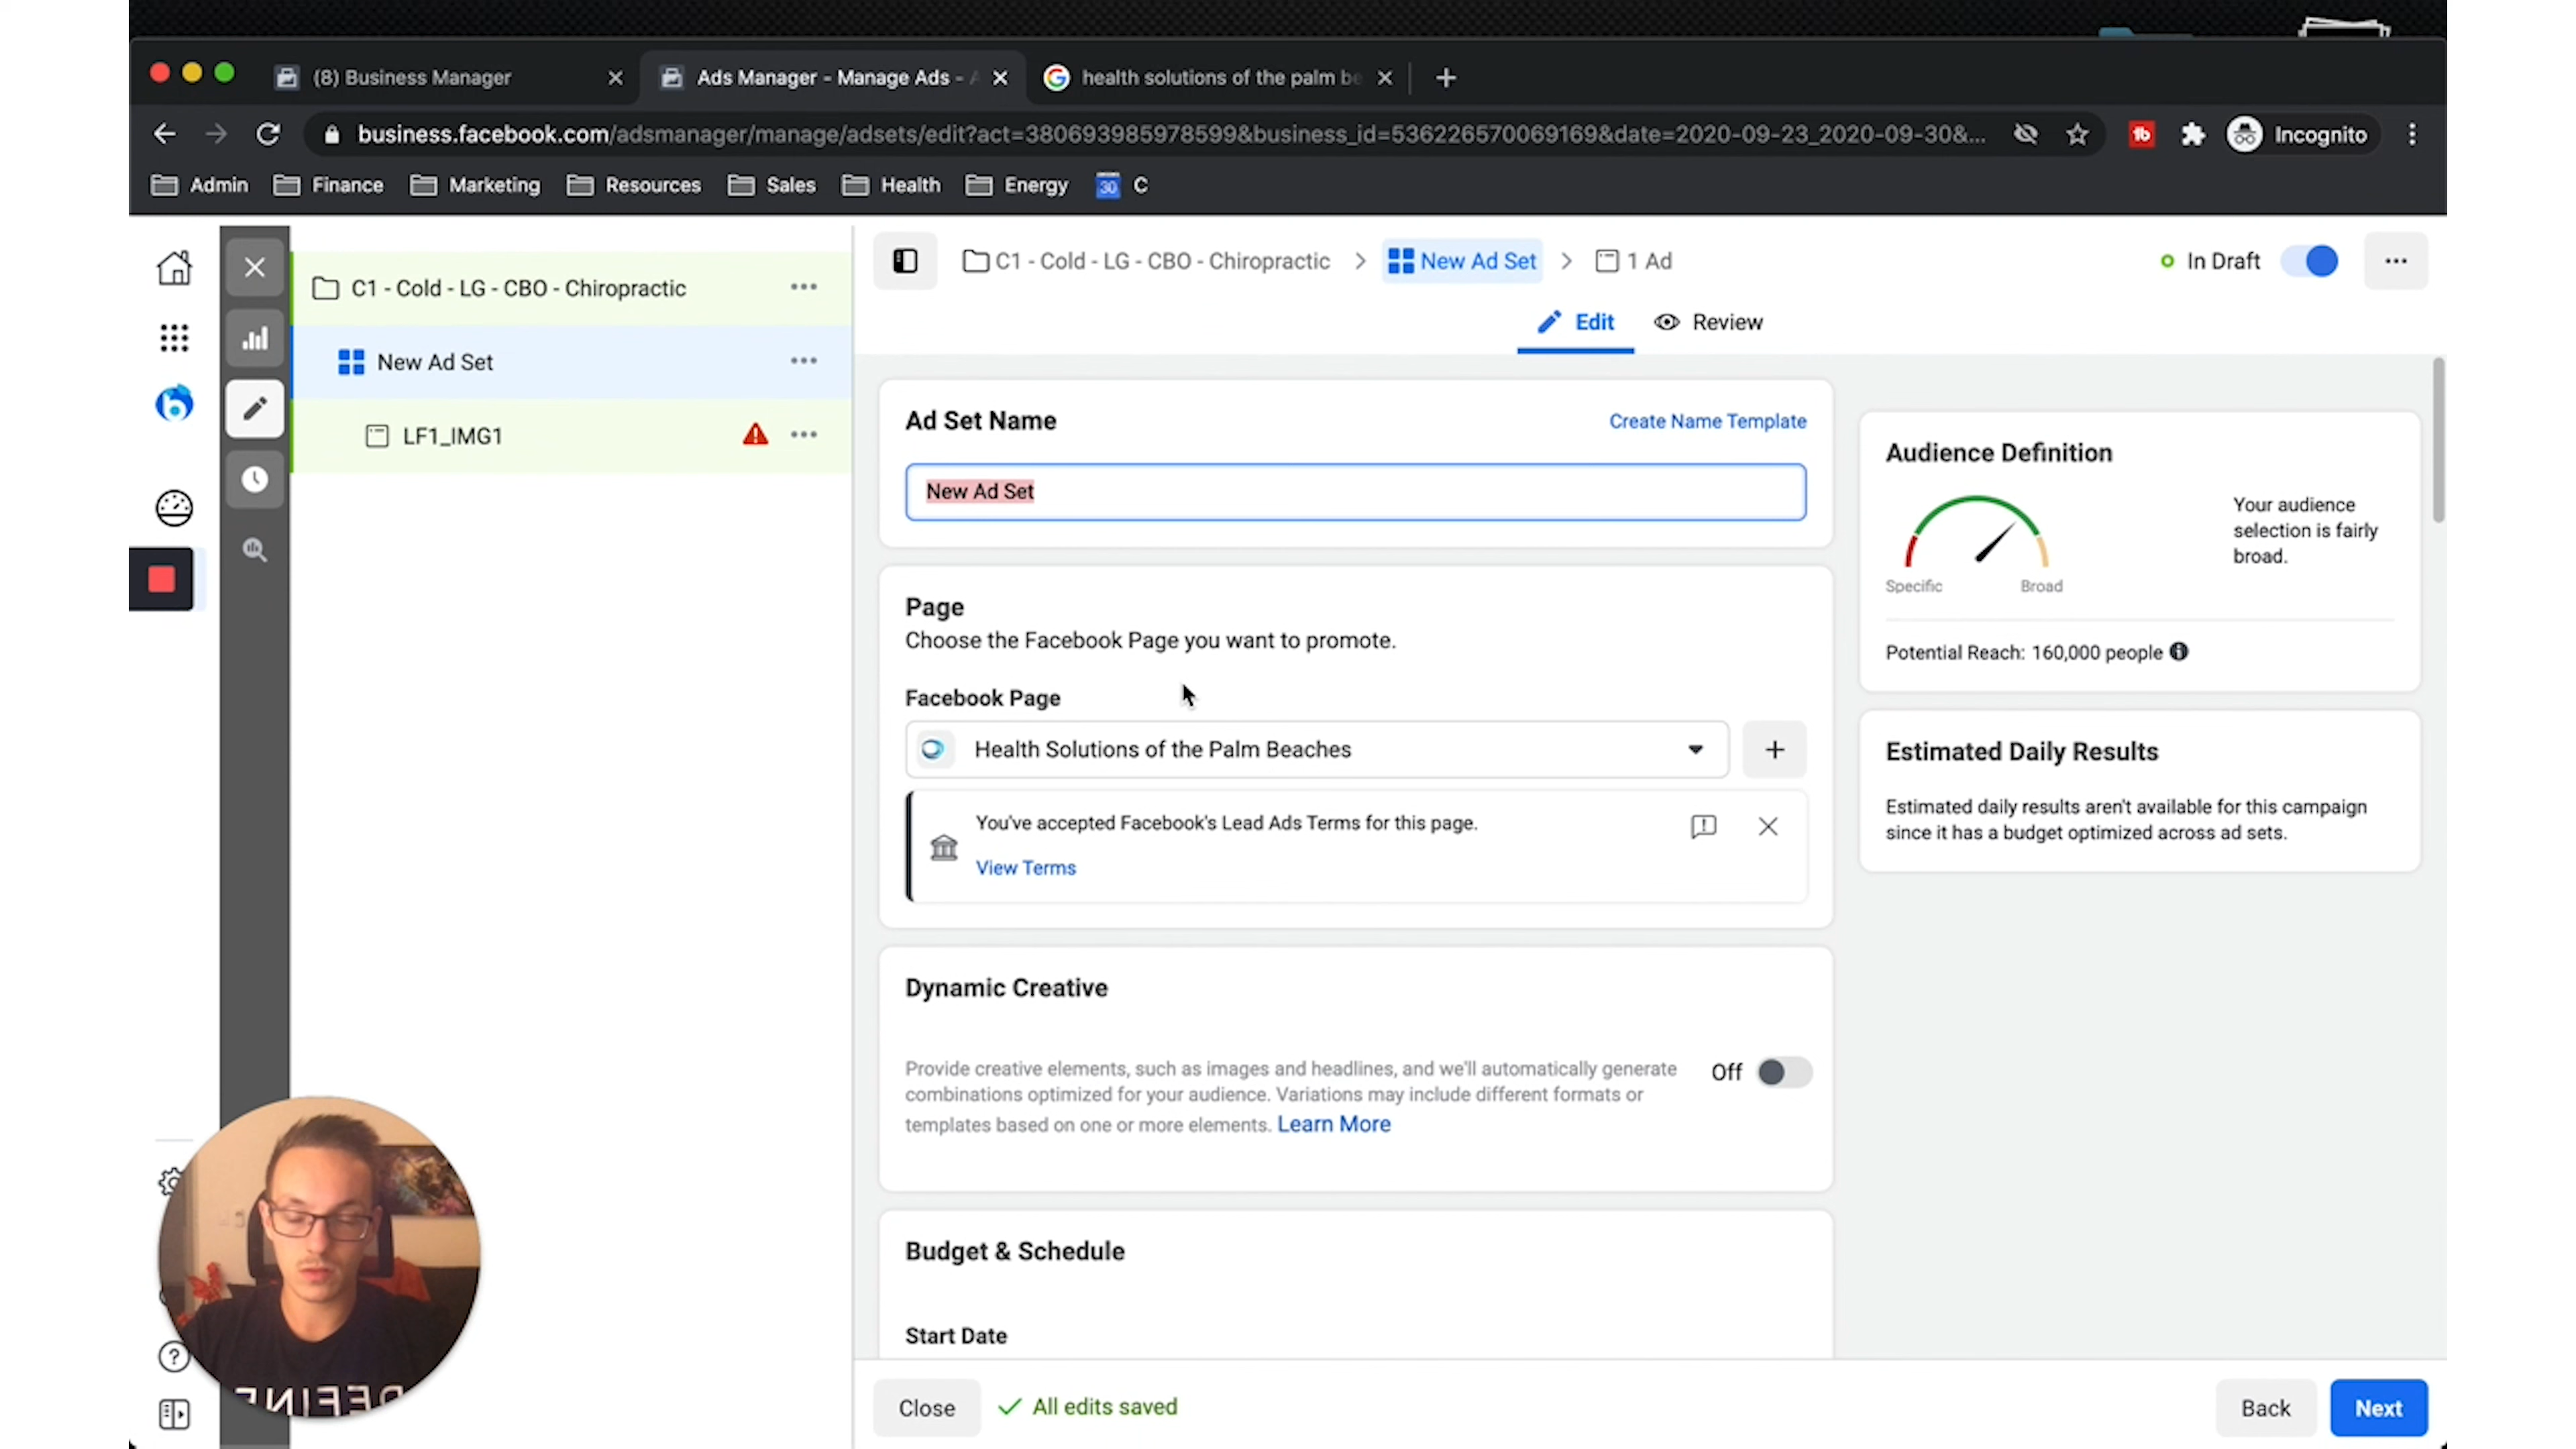 (8) Business Manager
Ads Manager - Manage Ads -
health solutions of the palm be
business.facebook.com/adsmanager/manage/adsets/edit?act=380693985978599&business_id=536226570069169&date=2020-09-23_2020-09-30&...
Incognito
Admin
Finance
Marketing
Resources
Sales
Health
Energy
30
C
C1 - Cold - LG - CBO - Chiropractic
New Ad Set
LF1_IMG1
C1 - Cold - LG - CBO - Chiropractic
New Ad Set
1 Ad
In Draft
Edit
Review
Ad Set Name
Create Name Template
New Ad Set
Page
Choose the Facebook Page you want to promote.
Facebook Page
Health Solutions of the Palm Beaches
You've accepted Facebook's Lead Ads Terms for this page.
View Terms
Dynamic Creative
Provide creative elements, such as images and headlines, and we'll automatically generate
combinations optimized for your audience. Variations may include different formats or
templates based on one or more elements. Learn More
Off
Budget & Schedule
Start Date
Audience Definition
Your audience
selection is fairly
broad.
Specific
Broad
Potential Reach: 160,000 people
Estimated Daily Results
Estimated daily results aren't available for this campaign
since it has a budget optimized across ad sets.
Close
All edits saved
Back
Next